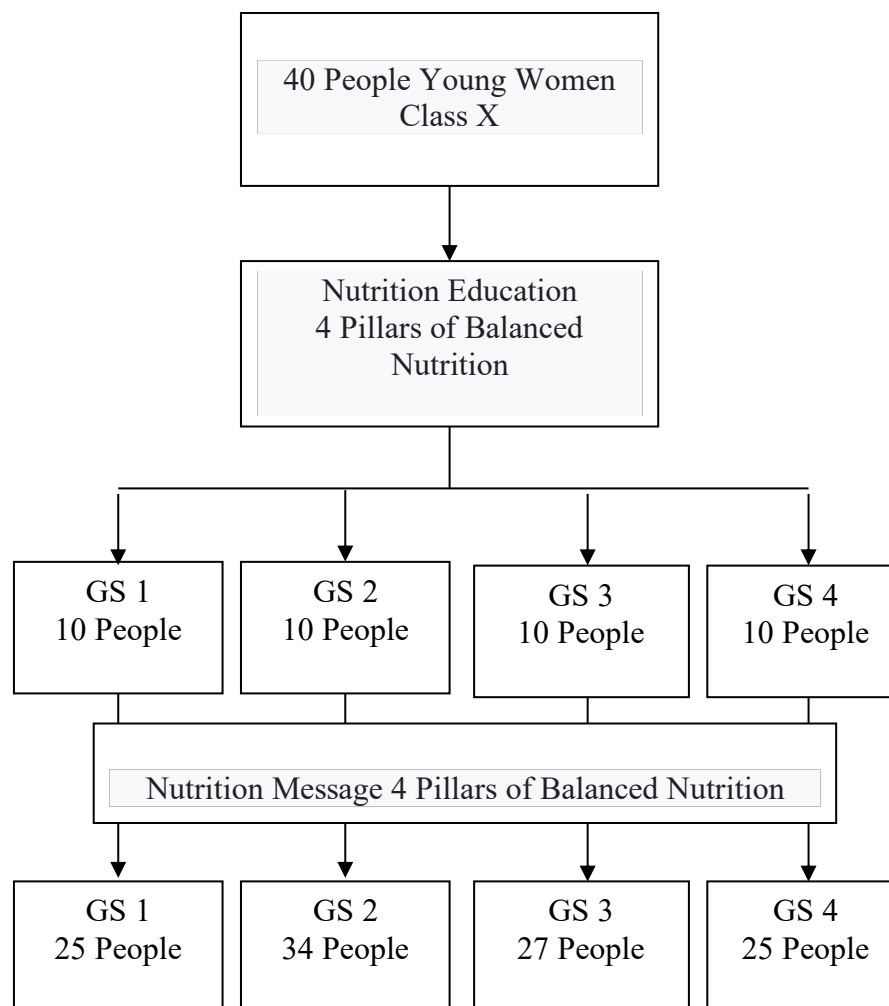 40 People Young Women
Class X
Nutrition Education
4 Pillars of Balanced
Nutrition
GS 1
10 People
GS 2
10 People
GS 3
10 People
GS 4
10 People
Nutrition Message 4 Pillars of Balanced Nutrition
GS 1
25 People
GS 2
34 People
GS 3
27 People
GS 4
25 People